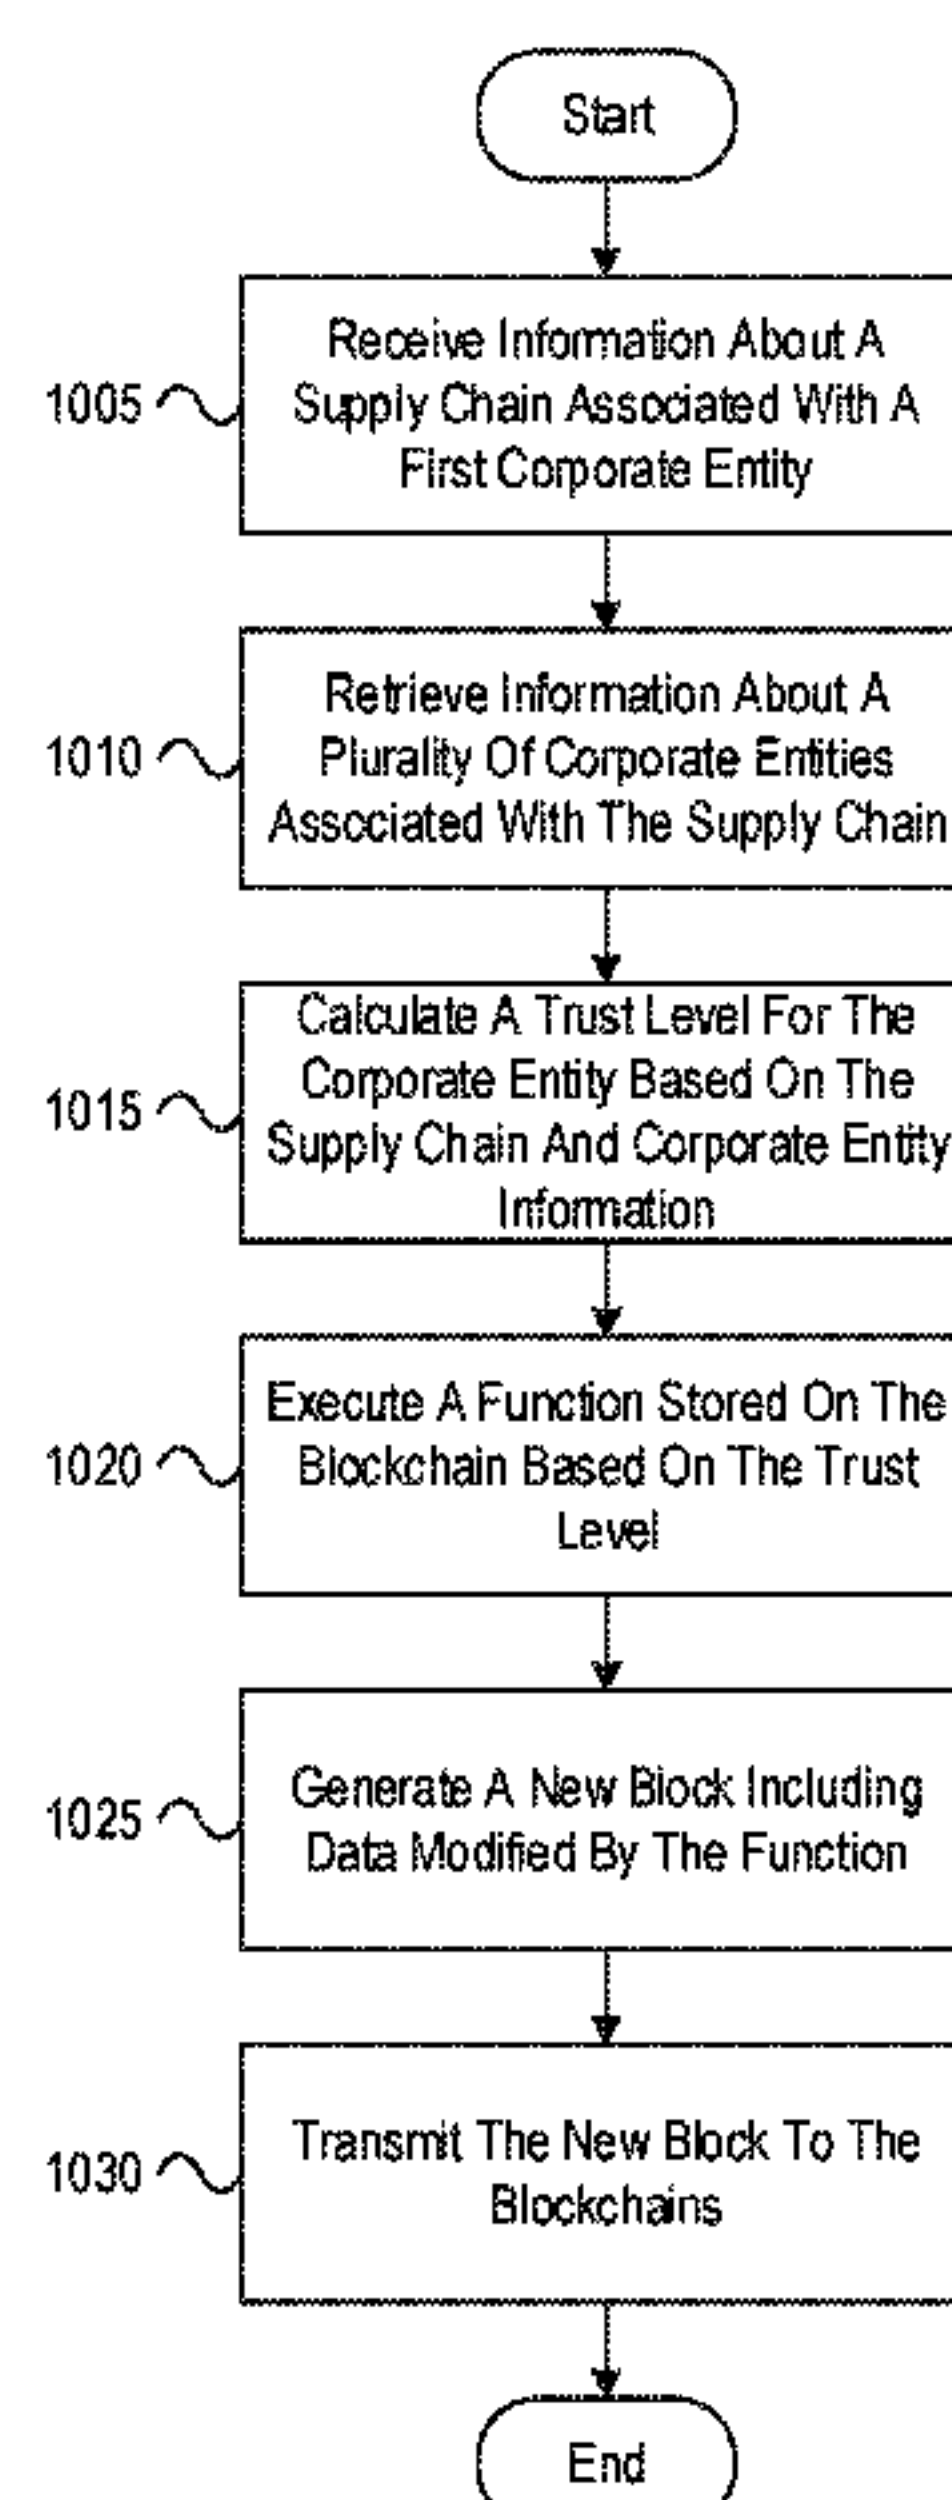 Start
Receive Information About A
Supply Chain Associated With A
First Corporate Entity
1005
Retrieve Information About A
Plurality Of Corporate Entities
Associated With The Supply Chain
1010
Calculate A Trust Level For The
Corporate Entity Based On The
Supply Chain And Corporate Entity
Information
1015
Execute A Function Stored On The
Blockchain Based On The Trust
Level
1020
Generate A New Block Including
Data Modified By The Function
1025
Transmit The New Block To The
Blockchains
1030
End